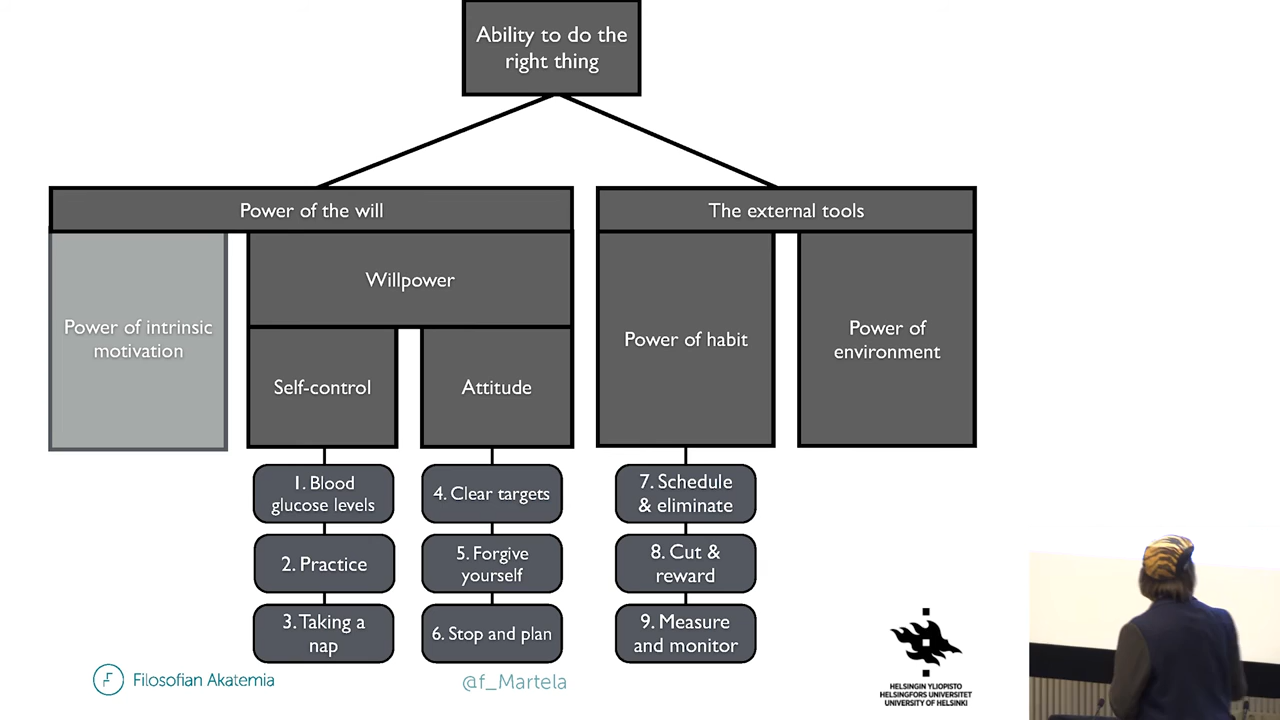 Ability to do the
right thing
Power of the will
The external tools
Power of intrinsic
motivation
Willpower
Self-control
Attitude
Power of habit
Power of
environment
1. Blood
glucose levels
2. Practice
3. Taking a
nap
4. Clear targets
5. Forgive
yourself
6. Stop and plan
7. Schedule
& eliminate
8. Cut &
reward
9. Measure
and monitor
Filosofian Akatemia
@f_Martela
HELSINGIN YLIOPISTO
HELSINGFORS UNIVERSITET
UNIVERSITY OF HELSINKI